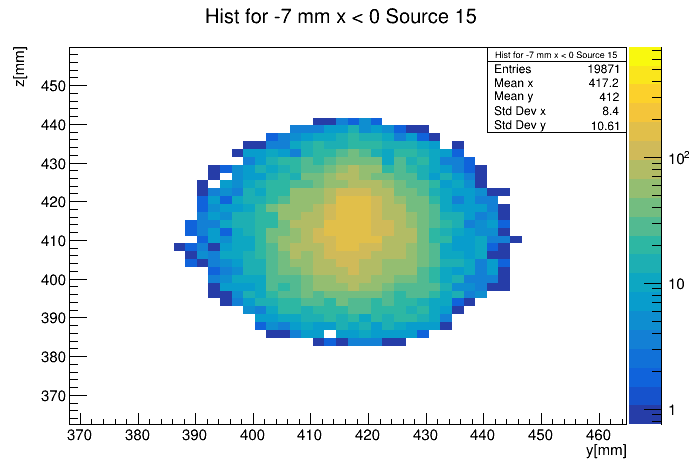 Hist for -7 mm x < 0 Source 15
z[mm]
Hist for -7 mm x < 0 Source 15
Entries 19871
Mean x 417.2
Mean y 412
Std Dev x 8.4
Std Dev y 10.61
450
440
430
420
410
400
390
380
370
370 380 390 400 410 420 430 440 450 460
y[mm]
10²
10
1